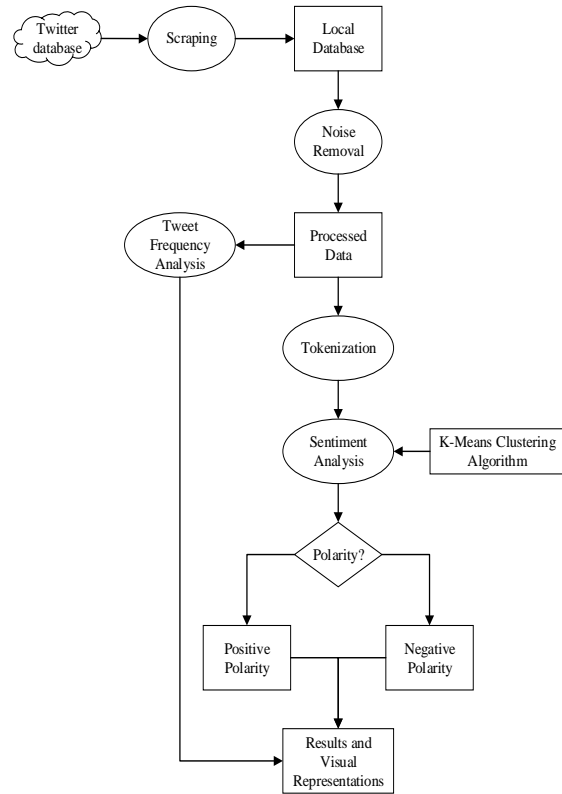 Twitter
database
Scraping
Local
Database
Noise
Removal
Tweet
Frequency
Analysis
Processed
Data
Tokenization
Sentiment
Analysis
K-Means Clustering
Algorithm
Polarity?
Positive
Polarity
Negative
Polarity
Results and
Visual
Representations